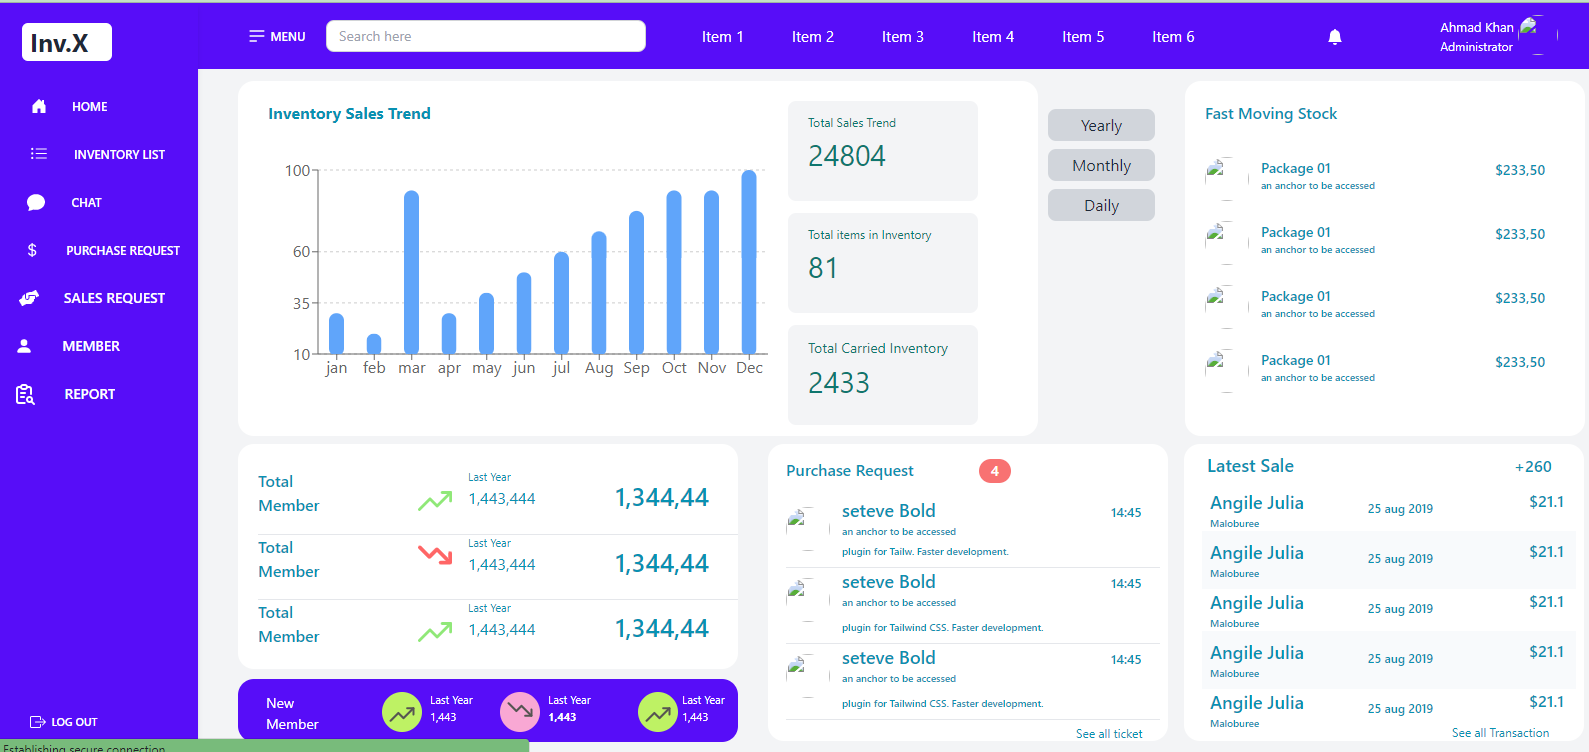 Inv.X
MENU
Search here
Item 1
Item 2
Item 3
Item 4
Item 5
Item 6
Ahmad Khan
Administrator
HOME
INVENTORY LIST
CHAT
PURCHASE REQUEST
SALES REQUEST
MEMBER
REPORT
LOG OUT
Inventory Sales Trend
100
60
35
10
jan feb mar apr may jun jul Aug Sep Oct Nov Dec
Total Sales Trend
24804
Total items in Inventory
81
Total Carried Inventory
2433
Yearly
Monthly
Daily
Fast Moving Stock
Package 01
an anchor to be accessed
$233,50
Package 01
an anchor to be accessed
$233,50
Package 01
an anchor to be accessed
$233,50
Package 01
an anchor to be accessed
$233,50
Total
Member
Last Year
1,443,444
1,344,44
Total
Member
Last Year
1,443,444
1,344,44
Total
Member
Last Year
1,443,444
1,344,44
New
Member
Last Year
1,443
Last Year
1,443
Last Year
1,443
Purchase Request
4
seteve Bold
14:45
an anchor to be accessed
plugin for Tailw. Faster development.
seteve Bold
14:45
an anchor to be accessed
plugin for Tailwind CSS. Faster development.
seteve Bold
14:45
an anchor to be accessed
plugin for Tailwind CSS. Faster development.
See all ticket
Latest Sale
+260
Angile Julia
Maloburee
25 aug 2019
$21.1
Angile Julia
Maloburee
25 aug 2019
$21.1
Angile Julia
Maloburee
25 aug 2019
$21.1
Angile Julia
Maloburee
25 aug 2019
$21.1
Angile Julia
Maloburee
25 aug 2019
$21.1
See all Transaction
Establishing secure connection